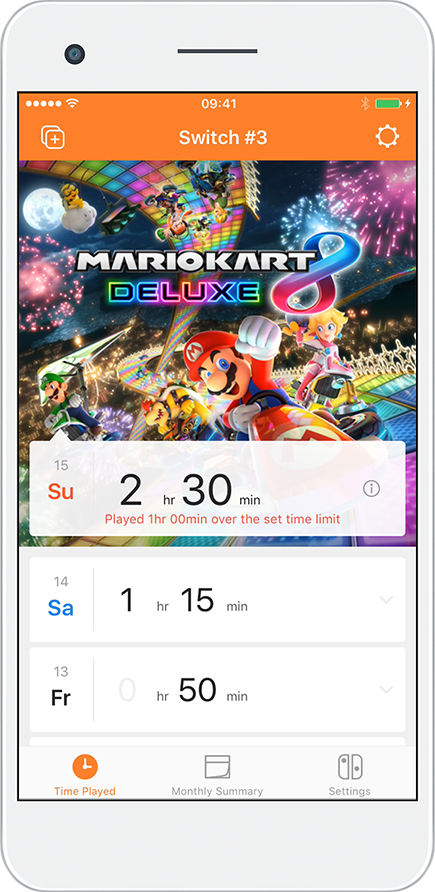 09:41
Switch #3
MARIOKART 8
DELUXE
15
Su
2 hr 30 min
Played 1hr 00min over the set time limit
14
Sa
1 hr 15 min
13
Fr
0 hr 50 min
Time Played Monthly Summary Settings